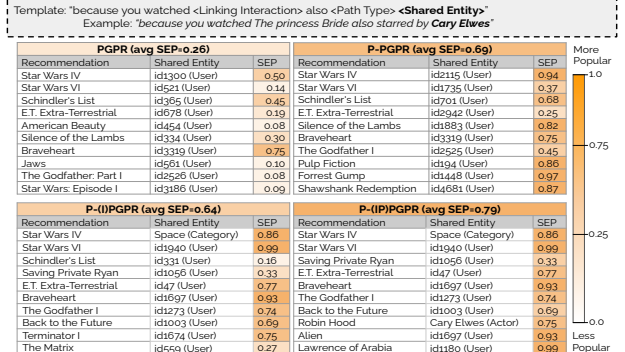 Template: “because you watched <Linking Interaction> also <Path Type> <Shared Entity>”
Example: “because you watched The princess Bride also starred by Cary Elwes”
PGPR (avg SEP=0.26)
Recommendation Shared Entity SEP
Star Wars IV id1300 (User) 0.50
Star Wars VI id521 (User) 0.14
Schindler's List id365 (User) 0.45
E.T. Extra-Terrestrial id678 (User) 0.19
American Beauty id454 (User) 0.08
Silence of the Lambs id334 (User) 0.30
Braveheart id3319 (User) 0.75
Jaws id561 (User) 0.10
The Godfather: Part I id2526 (User) 0.08
Star Wars: Episode I id3186 (User) 0.09
P-PGPR (avg SEP=0.69)
Recommendation Shared Entity SEP
Star Wars IV id2115 (User) 0.94
Star Wars VI id1735 (User) 0.37
Schindler's List id701 (User) 0.68
E.T. Extra-Terrestrial id2942 (User) 0.25
Silence of the Lambs id1883 (User) 0.82
Braveheart id3319 (User) 0.75
The Godfather I id2525 (User) 0.45
Pulp Fiction id194 (User) 0.86
Forrest Gump id1448 (User) 0.97
Shawshank Redemption id4681 (User) 0.87
More
Popular
1.0
0.75
0.25
0.0
Less
Popular
P-(I)PGPR (avg SEP=0.64)
Recommendation Shared Entity SEP
Star Wars IV Space (Category) 0.86
Star Wars VI id1940 (User) 0.99
Schindler's List id331 (User) 0.16
Saving Private Ryan id1056 (User) 0.33
E.T. Extra-Terrestrial id47 (User) 0.77
Braveheart id1697 (User) 0.93
The Godfather I id1273 (User) 0.74
Back to the Future id1003 (User) 0.69
Terminator I id1674 (User) 0.75
The Matrix id559 (User) 0.27
P-(IP)PGPR (avg SEP=0.79)
Recommendation Shared Entity SEP
Star Wars IV Space (Category) 0.86
Star Wars VI id1940 (User) 0.99
Saving Private Ryan id1056 (User) 0.33
E.T. Extra-Terrestrial id47 (User) 0.77
Braveheart id1697 (User) 0.93
The Godfather I id1273 (User) 0.74
Back to the Future id1003 (User) 0.69
Robin Hood Cary Elwes (Actor) 0.75
Alien id1697 (User) 0.93
Lawrence of Arabia id1180 (User) 0.99